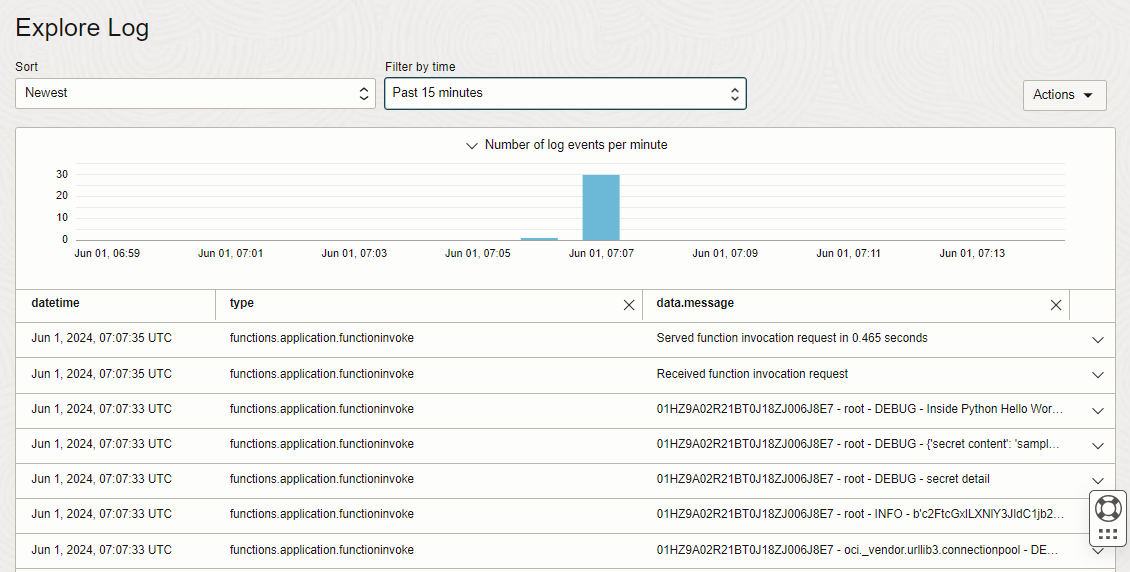 Explore Log
Sort
Filter by time
Newest
Past 15 minutes
Actions
Number of log events per minute
30
20
10
0
Jun 01, 06:59 Jun 01, 07:01 Jun 01, 07:03 Jun 01, 07:05 Jun 01, 07:07 Jun 01, 07:09 Jun 01, 07:11 Jun 01, 07:13
datetime type data.message
Jun 1, 2024, 07:07:35 UTC functions.application.functioninvoke Served function invocation request in 0.465 seconds
Jun 1, 2024, 07:07:35 UTC functions.application.functioninvoke Received function invocation request
Jun 1, 2024, 07:07:33 UTC functions.application.functioninvoke 01HZ9A02R21BT0J18ZJ006J8E7 - root - DEBUG - Inside Python Hello Wor…
Jun 1, 2024, 07:07:33 UTC functions.application.functioninvoke 01HZ9A02R21BT0J18ZJ006J8E7 - root - DEBUG - {'secret content': 'sampl…
Jun 1, 2024, 07:07:33 UTC functions.application.functioninvoke 01HZ9A02R21BT0J18ZJ006J8E7 - root - DEBUG - secret detail
Jun 1, 2024, 07:07:33 UTC functions.application.functioninvoke 01HZ9A02R21BT0J18ZJ006J8E7 - root - INFO -
Jun 1, 2024, 07:07:33 UTC functions.application.functioninvoke 01HZ9A02R21BT0J18ZJ006J8E7 - oci._vendor.urllib3.connectionpool - DE…